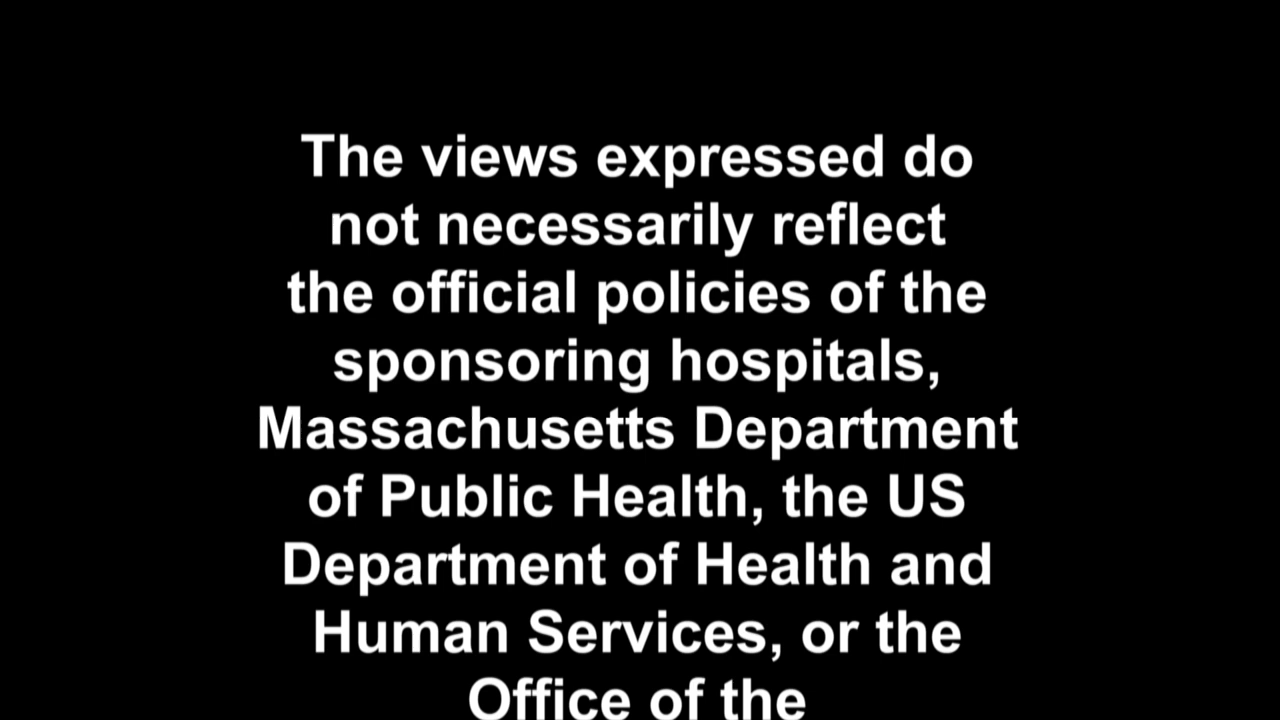 The views expressed do
not necessarily reflect
the official policies of the
sponsoring hospitals,
Massachusetts Department
of Public Health, the US
Department of Health and
Human Services, or the
Office of the